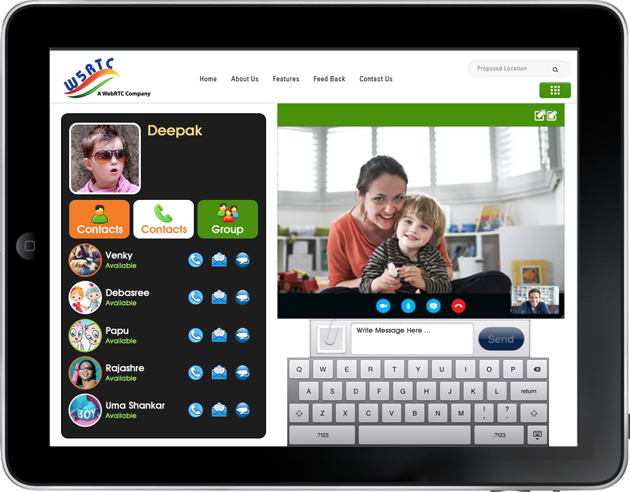 W5RTC
A WebRTC Company
Home About Us Features Feed Back Contact Us
Proposed Location
Deepak
Contacts Contacts Group
Venky
Available
Debasree
Available
Papu
Available
Rajashre
Available
Uma Shankar
Available
BOY
Write Message Here ...
Send
Q W E R T Y U I O P
A S D F G H J K L return
Z X C V B N M ! , ? .
.?123 .?123